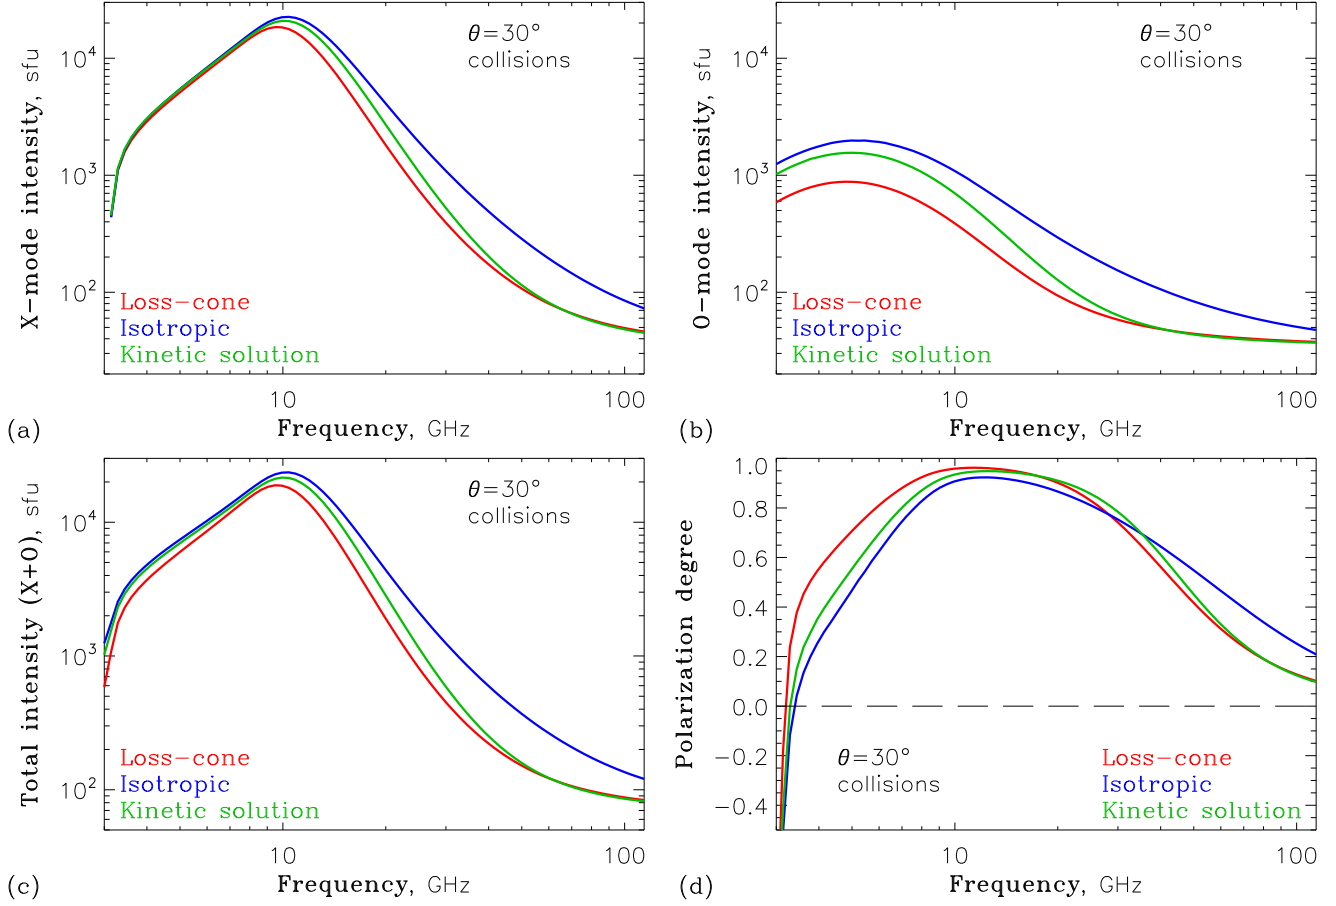 X−mode intensity, sfu
10⁴
10³
10²
θ=30°
collisions
Loss−cone
Isotropic
Kinetic solution
10
100
(a)
Frequency, GHz
O−mode intensity, sfu
10⁴
10³
10²
θ=30°
collisions
Loss−cone
Isotropic
Kinetic solution
10
100
(b)
Frequency, GHz
Total intensity (X+O), sfu
10⁴
10³
10²
θ=30°
collisions
Loss−cone
Isotropic
Kinetic solution
10
100
(c)
Frequency, GHz
Polarization degree
1.0
0.8
0.6
0.4
0.2
0.0
−0.2
−0.4
θ=30°
collisions
Loss−cone
Isotropic
Kinetic solution
10
100
(d)
Frequency, GHz